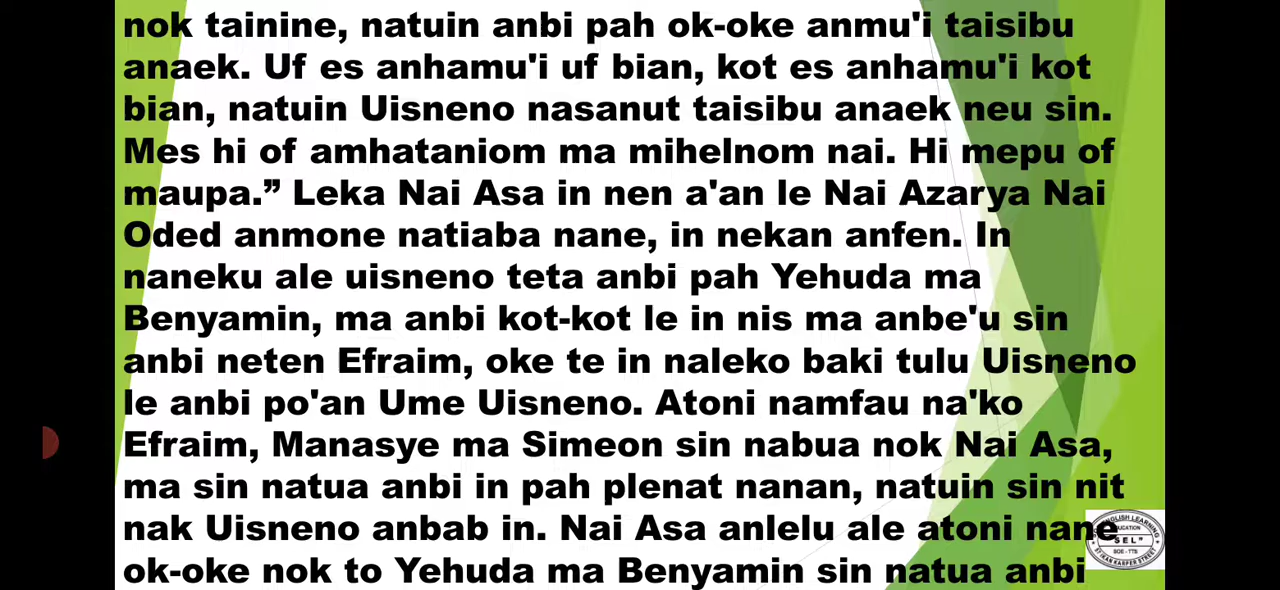 nok tainine, natuin anbi pah ok-oke anmu'i taisibu
anaek. Uf es anhamu'i uf bian, kot es anhamu'i kot
bian, natuin Uisneno nasanut taisibu anaek neu sin.
Mes hi of amhataniom ma mihelnom nai. Hi mepu of
maupa.” Leka Nai Asa in nen a'an le Nai Azarya Nai
Oded anmone natiaba nane, in nekan anfen. In
naneku ale uisneno teta anbi pah Yehuda ma
Benyamin, ma anbi kot-kot le in nis ma anbe'u sin
anbi neten Efraim, oke te in naleko baki tulu Uisneno
le anbi po'an Ume Uisneno. Atoni namfau na'ko
Efraim, Manasye ma Simeon sin nabua nok Nai Asa,
ma sin natua anbi in pah plenat nanan, natuin sin nit
nak Uisneno anbab in. Nai Asa anlelu ale atoni nane
ok-oke nok to Yehuda ma Benyamin sin natua anbi
ENGLISH LEARNING
EDUCATION
"SEL"
SOE - TTS